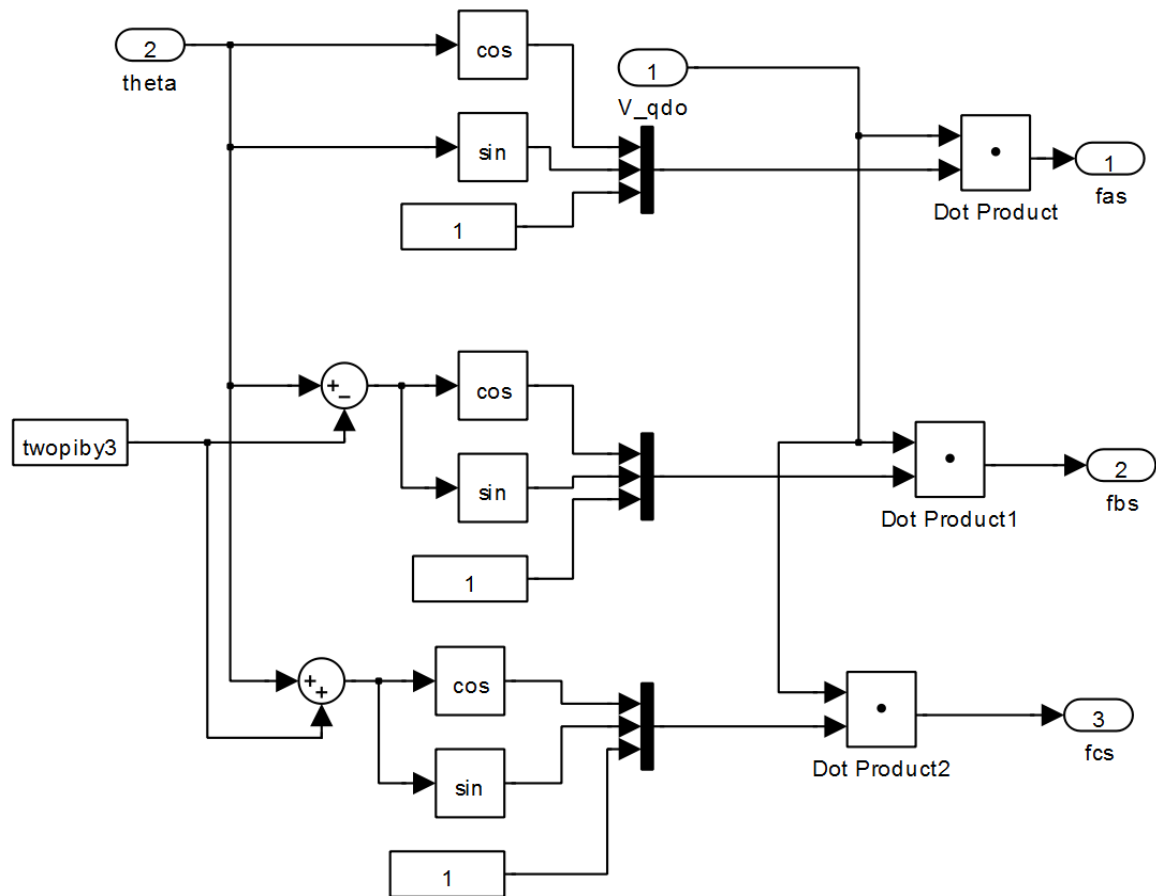 2
theta
cos
1
V_qdo
sin
1
Dot Product
1
fas
+
−
cos
twopiby3
sin
1
Dot Product1
2
fbs
+
+
cos
sin
1
Dot Product2
3
fcs